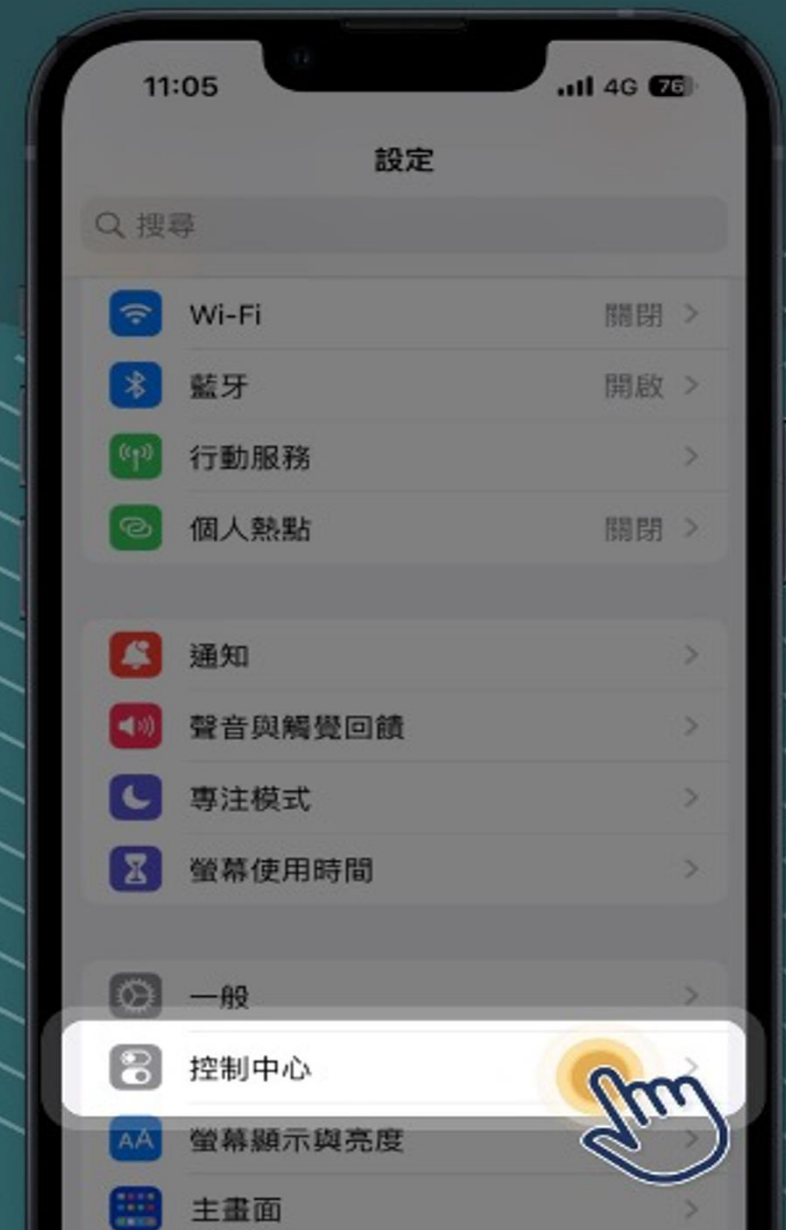 11:05 4G 76
設定
搜尋
Wi-Fi 關閉
藍牙 開啟
行動服務
個人熱點 關閉
通知
聲音與觸覺回饋
專注模式
螢幕使用時間
一般
控制中心
AA 螢幕顯示與亮度
主畫面